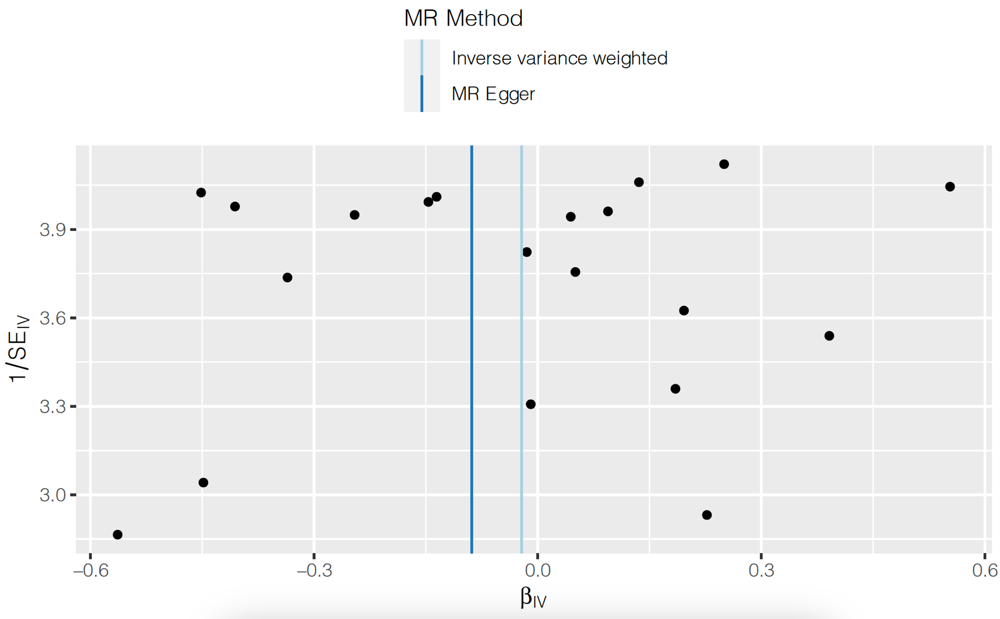 MR Method
Inverse variance weighted
MR Egger
3.9
3.6
3.3
3.0
1/SE_IV
–0.6
–0.3
0.0
0.3
0.6
β_IV